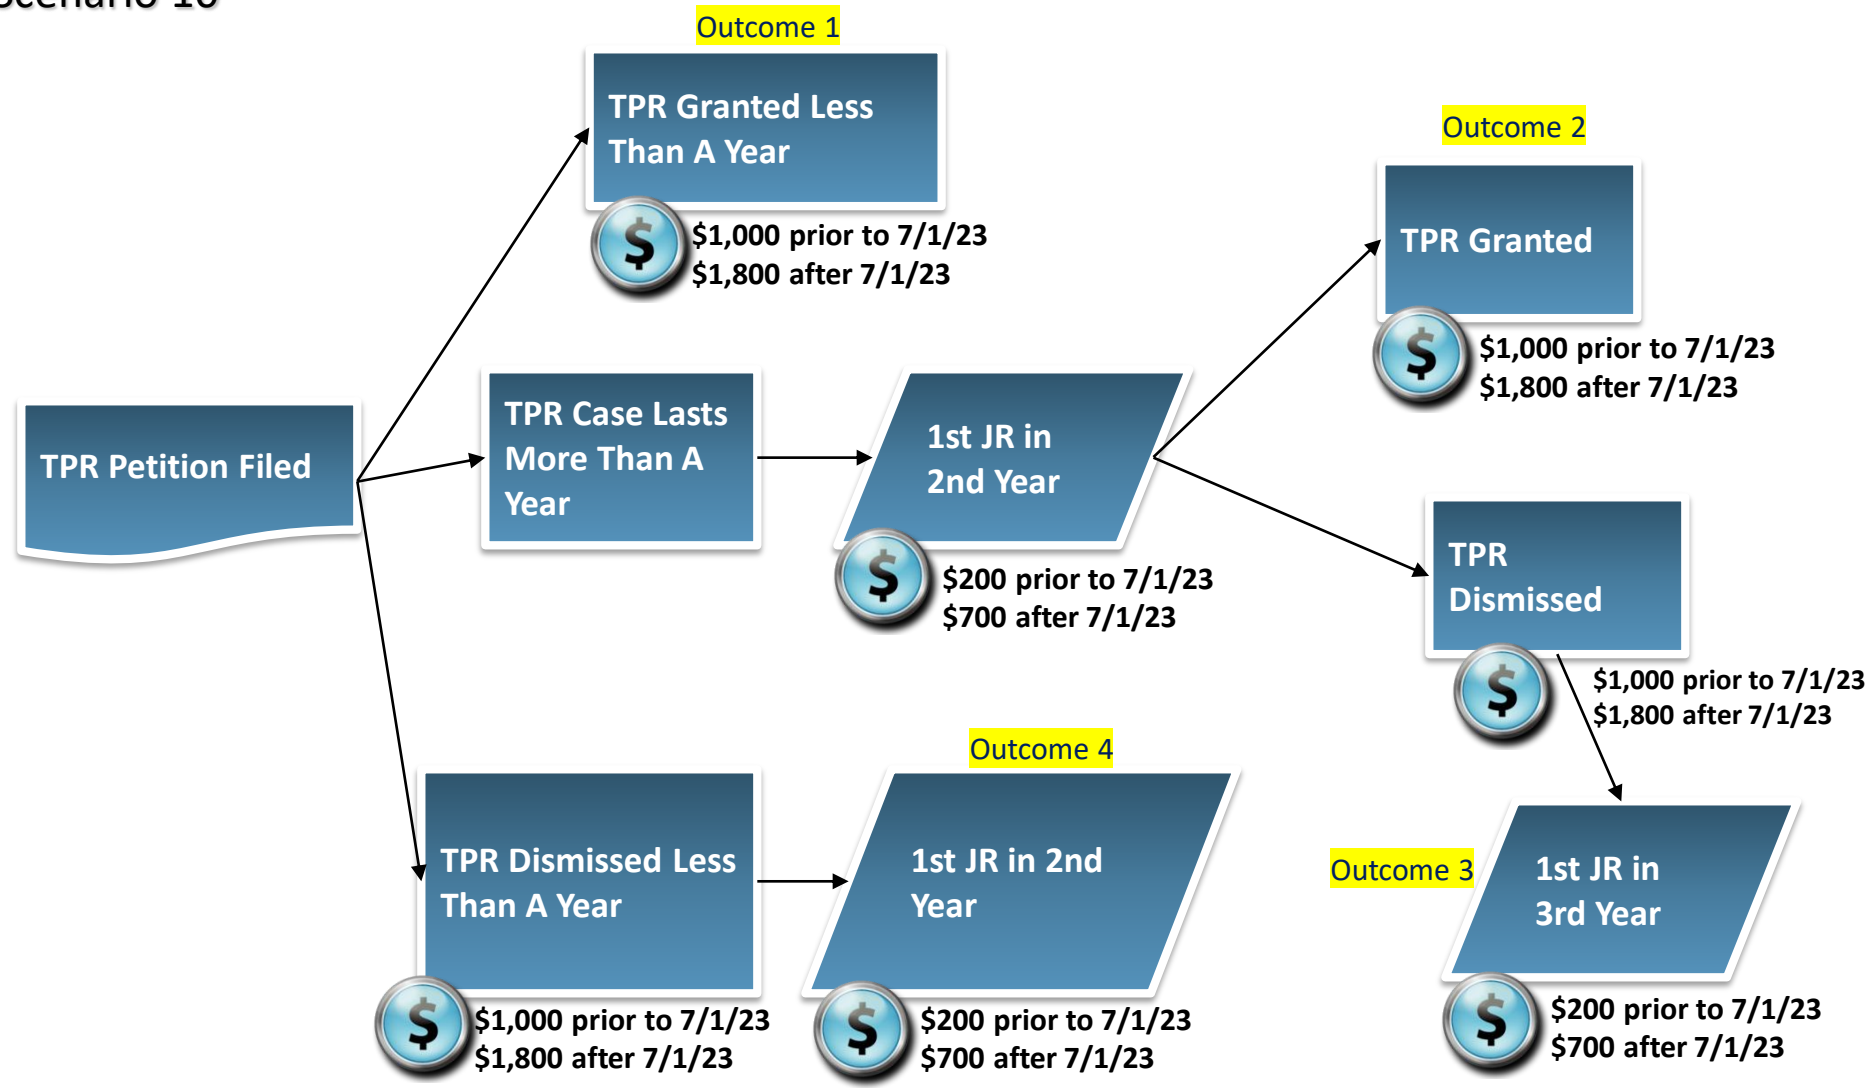 Scenario 16
Outcome 1
TPR Granted Less
Than A Year
$1,000 prior to 7/1/23
$1,800 after 7/1/23
Outcome 2
TPR Granted
$1,000 prior to 7/1/23
$1,800 after 7/1/23
TPR Petition Filed
TPR Case Lasts
More Than A
Year
1st JR in
2nd Year
$200 prior to 7/1/23
$700 after 7/1/23
TPR
Dismissed
$1,000 prior to 7/1/23
$1,800 after 7/1/23
Outcome 4
TPR Dismissed Less
Than A Year
$1,000 prior to 7/1/23
$1,800 after 7/1/23
1st JR in 2nd
Year
$200 prior to 7/1/23
$700 after 7/1/23
Outcome 3
1st JR in
3rd Year
$200 prior to 7/1/23
$700 after 7/1/23